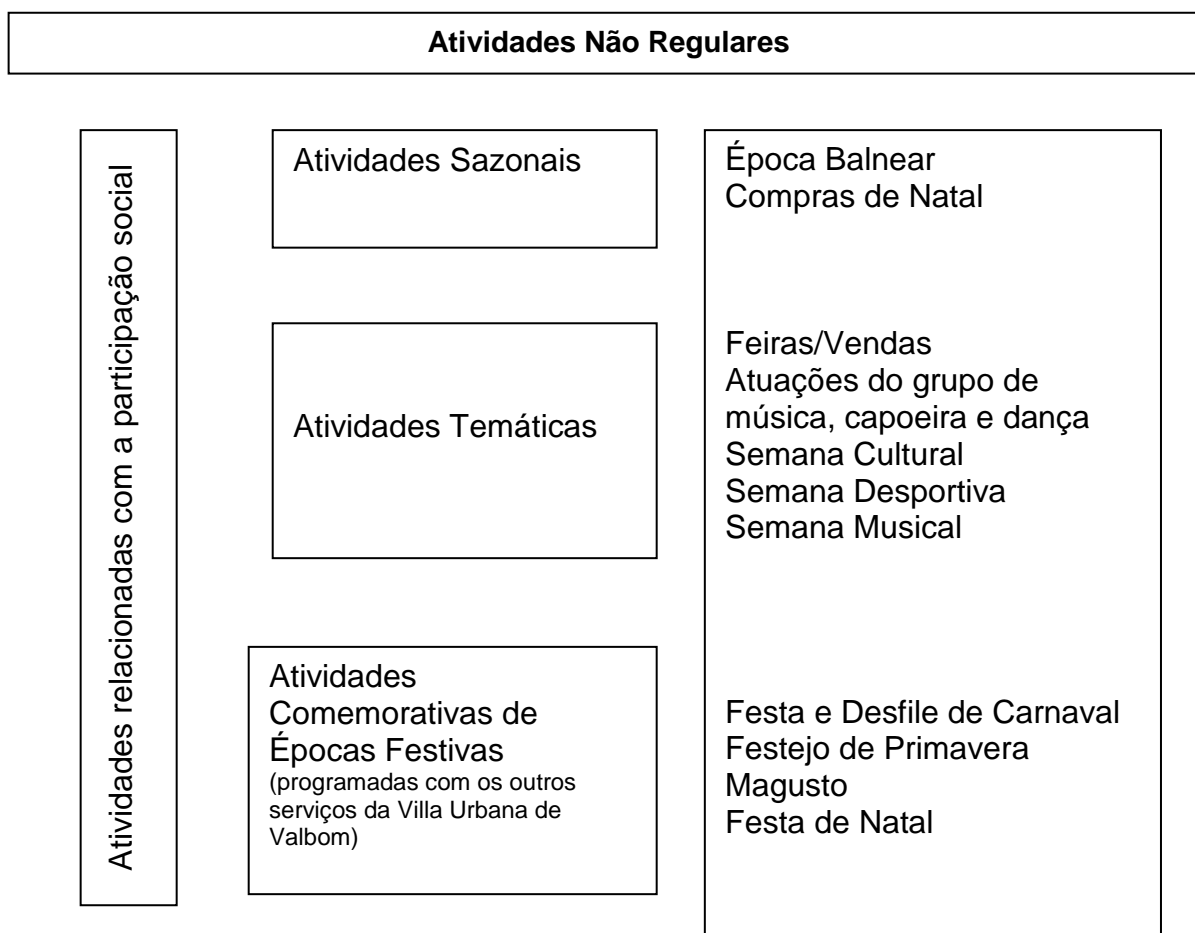 Atividades Não Regulares
Atividades relacionadas com a participação social
Atividades Sazonais
Época Balnear
Compras de Natal
Atividades Temáticas
Feiras/Vendas
Atuações do grupo de
música, capoeira e dança
Semana Cultural
Semana Desportiva
Semana Musical
Atividades
Comemorativas de
Épocas Festivas
(programadas com os outros
serviços da Villa Urbana de
Valbom)
Festa e Desfile de Carnaval
Festejo de Primavera
Magusto
Festa de Natal